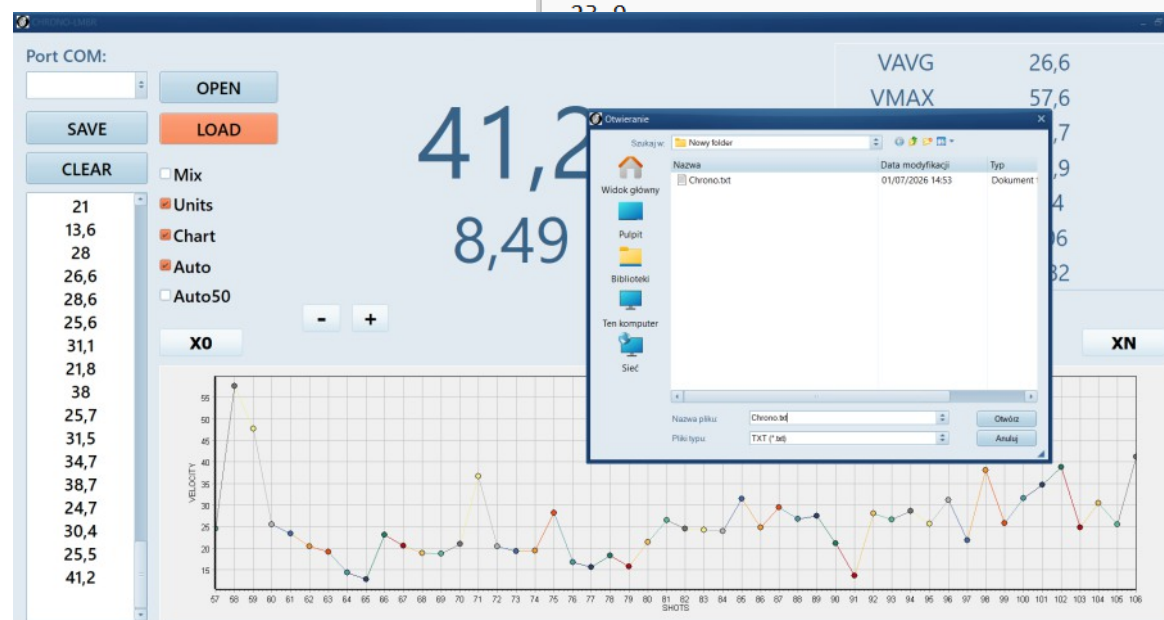 CHRONO-LMBR
Port COM:
OPEN
SAVE
LOAD
CLEAR
Mix
Units
Chart
Auto
Auto50
21
13,6
28
26,6
28,6
25,6
31,1
21,8
38
25,7
31,5
34,7
38,7
24,7
30,4
25,5
41,2
41,2
8,49
-
+
X0
XN
VAVG 26,6
VMAX 57,6
Otwieranie
Szukaj w:
Nowy folder
Nazwa
Data modyfikacji
Typ
Chrono.txt
01/07/2026 14:53
Dokument
Widok główny
Pulpit
Biblioteki
Ten komputer
Sieć
Nazwa pliku:
Chrono.txt
Otwórz
Pliki typu:
TXT (*.txt)
Anuluj
VELOCITY
55
50
45
40
35
30
25
20
15
57 58 59 60 61 62 63 64 65 66 67 68 69 70 71 72 73 74 75 76 77 78 79 80 81 82 83 84 85 86 87 88 89 90 91 92 93 94 95 96 97 98 99 100 101 102 103 104 105 106
SHOTS